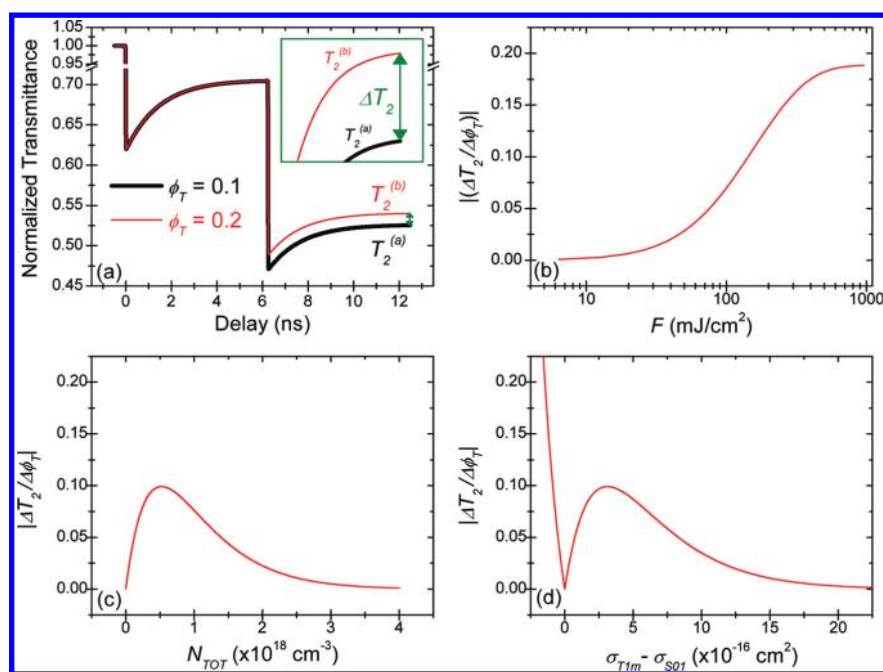 1.05
1.00
0.95
0.70
0.65
0.60
0.55
0.50
0.45
Normalized Transmittance
ϕT = 0.1
ϕT = 0.2
T2(b)
ΔT2
T2(a)
T2(b)
T2(a)
(a)
0 2 4 6 8 10 12
Delay (ns)
0.20
0.15
0.10
0.05
0.00
|(ΔT2/ΔϕT)|
(b)
10 100 1000
F (mJ/cm2)
0.20
0.15
0.10
0.05
0.00
|ΔT2/ΔϕT|
(c)
0 1 2 3 4
NTOT (x10^18 cm-3)
0.20
0.15
0.10
0.05
0.00
|ΔT2/ΔϕT|
(d)
0 5 10 15 20
σT1m- σS01 (x10-16 cm2)